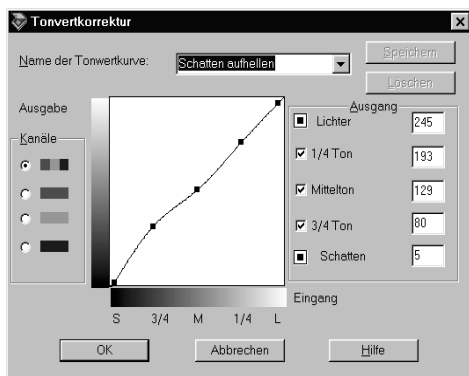 Tonvertkorrektur
Name der Tonwertkurve: Schatten aufhellen
Speichern
Löschen
Ausgabe
Kanäle
Ausgang
Lichter 245
1/4 Ton 193
Mittelton 129
3/4 Ton 80
Schatten 5
Eingang
S 3/4 M 1/4 L
OK Abbrechen Hilfe